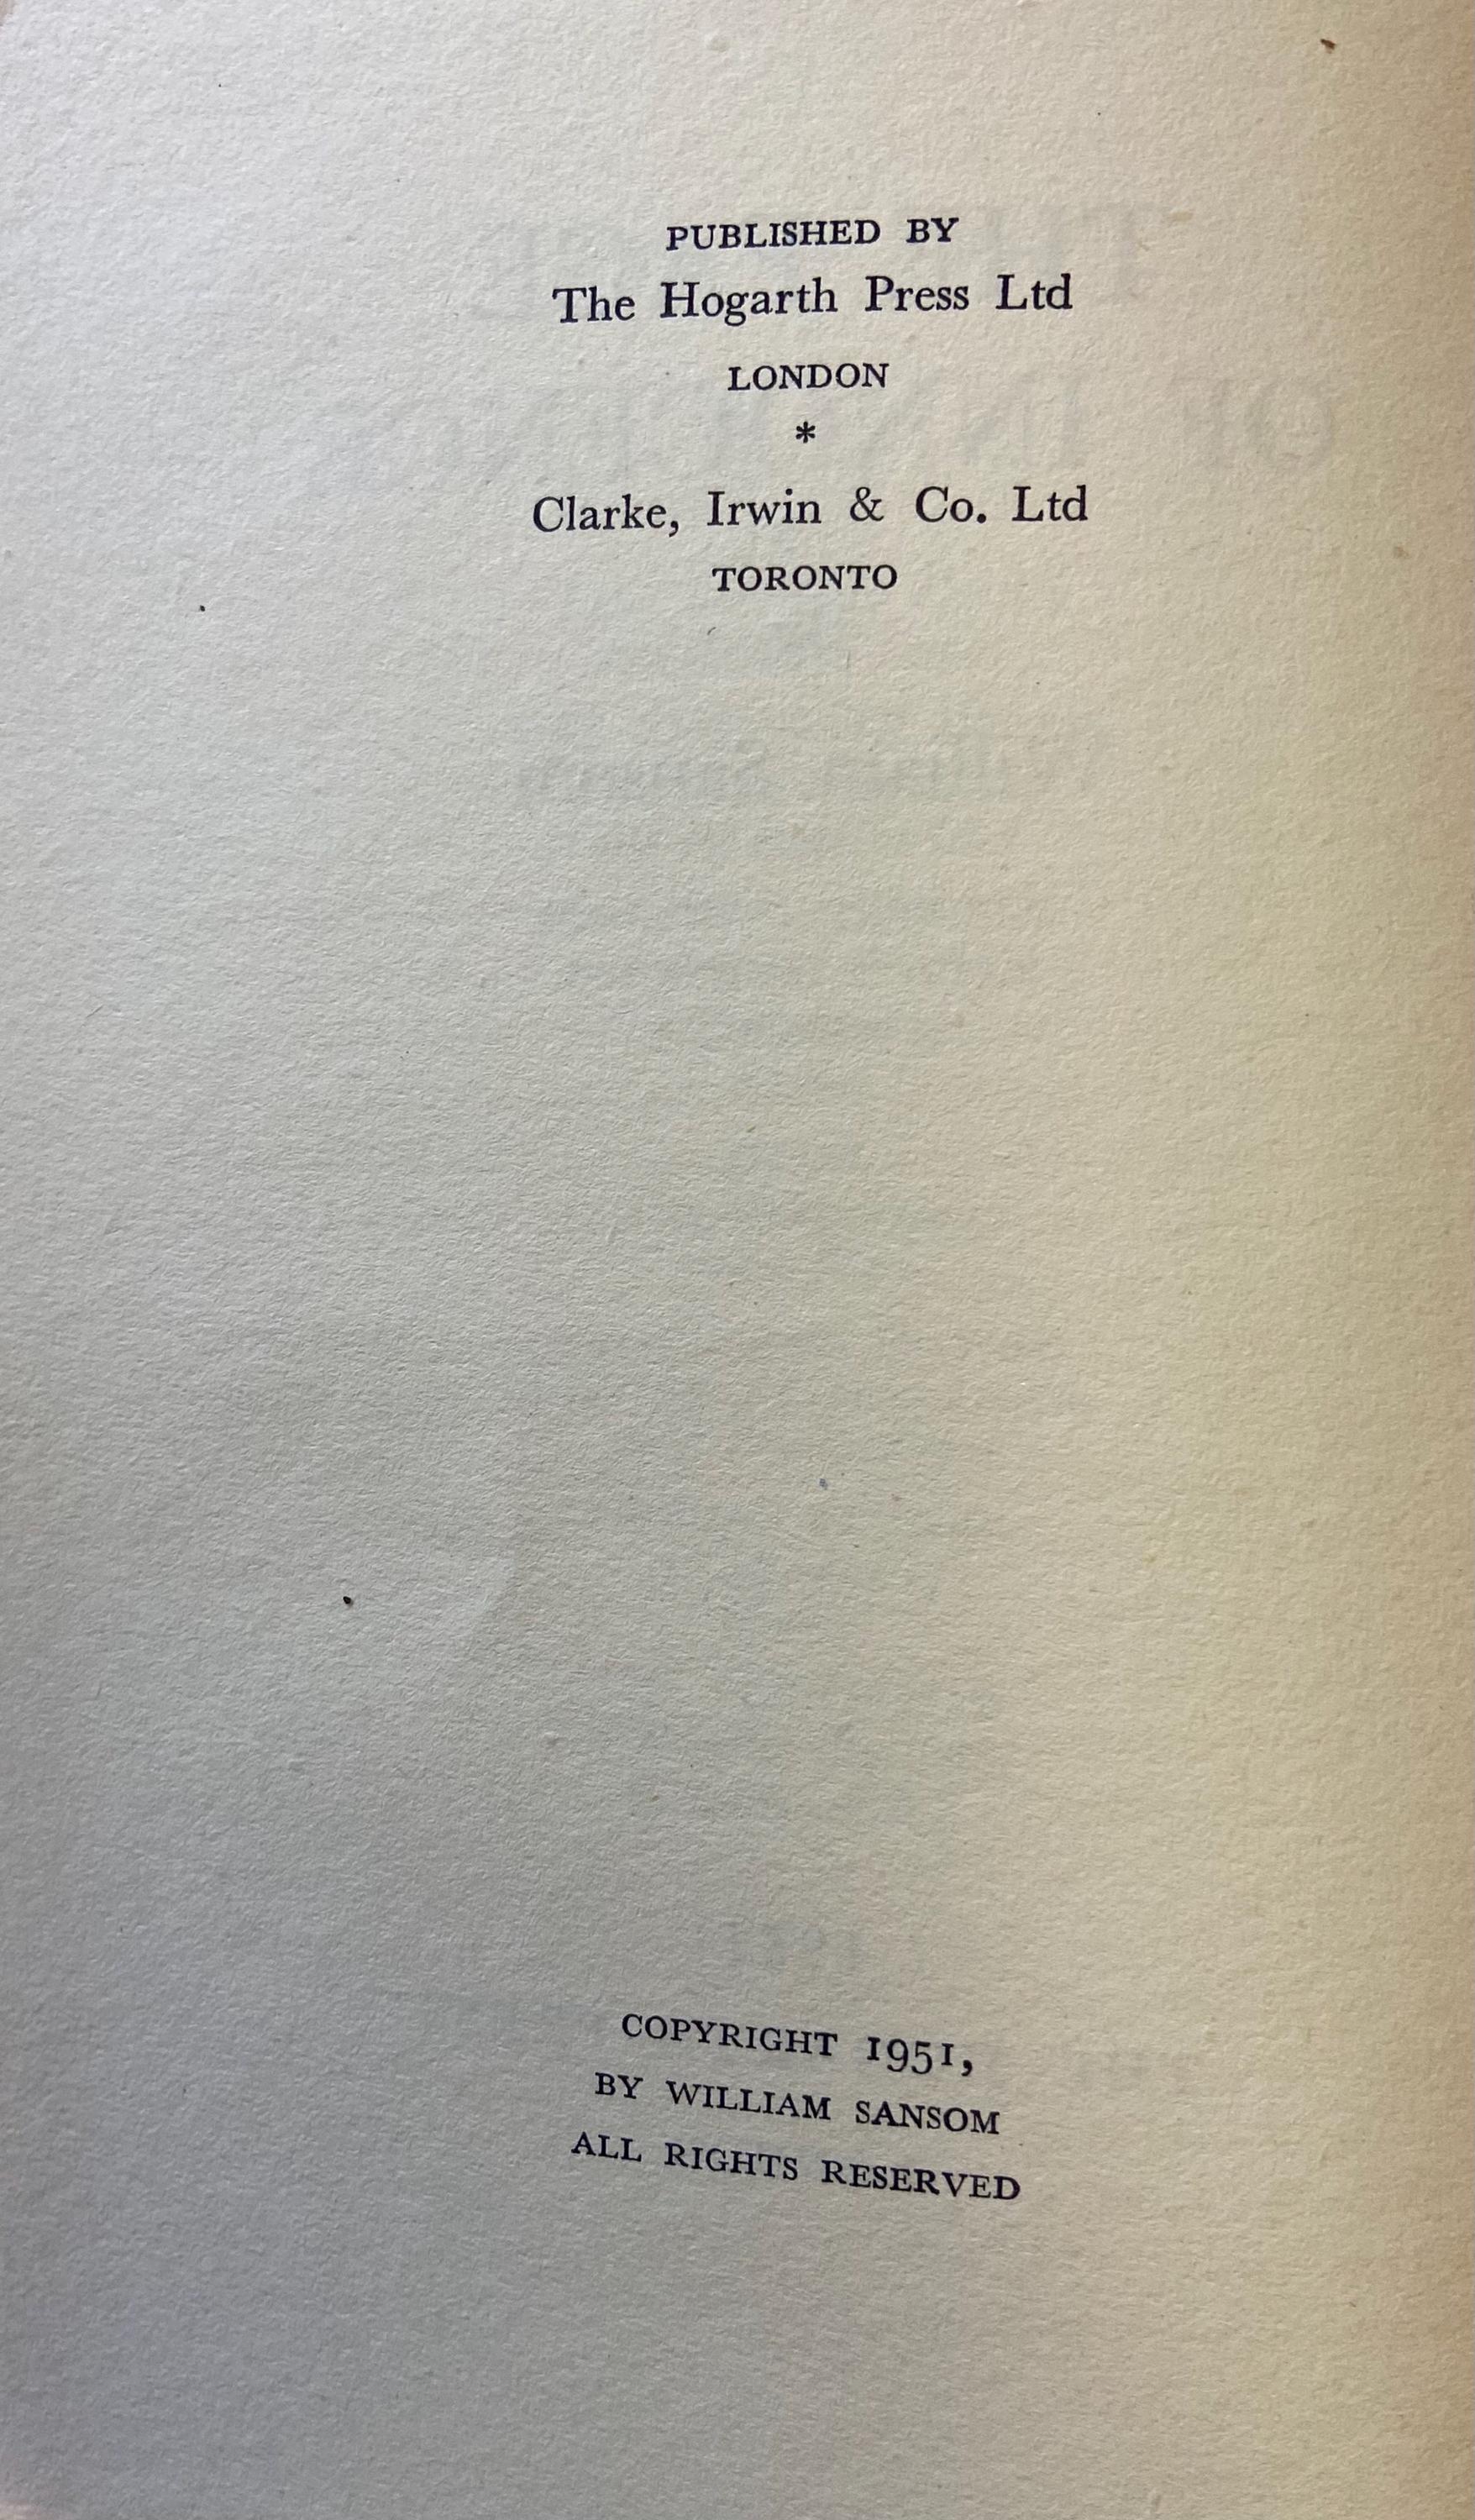 PUBLISHED BY
The Hogarth Press Ltd
LONDON
*
Clarke, Irwin & Co. Ltd
TORONTO
COPYRIGHT 1951,
BY WILLIAM SANSOM
ALL RIGHTS RESERVED